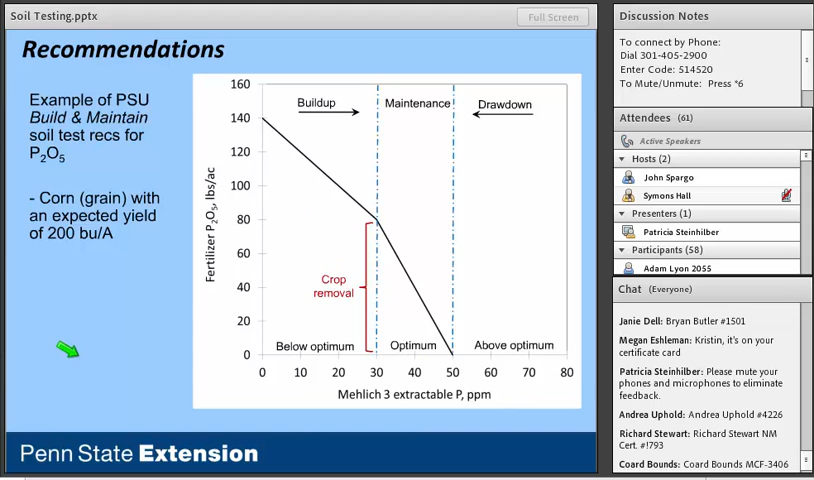 Soil Testing.pptx
Full Screen
Recommendations
Example of PSU
Build & Maintain
soil test recs for
P2O5
- Corn (grain) with
an expected yield
of 200 bu/A
160
140
120
100
80
60
40
20
0
Fertilizer P2O5, lbs/ac
Buildup
Maintenance
Drawdown
Crop
removal
Below optimum
Optimum
Above optimum
0 10 20 30 40 50 60 70 80
Mehlich 3 extractable P, ppm
Penn State Extension
Discussion Notes
To connect by Phone:
Dial 301-405-2900
Enter Code: 514520
To Mute/Unmute: Press *6
Attendees (61)
Active Speakers
Hosts (2)
John Spargo
Symons Hall
Presenters (1)
Patricia Steinhilber
Participants (58)
Adam Lyon 2055
Chat (Everyone)
Janie Dell: Bryan Butler #1501
Megan Eshleman: Kristin, it's on your
certificate card
Patricia Steinhilber: Please mute your
phones and microphones to eliminate
feedback.
Andrea Uphold: Andrea Uphold #4226
Richard Stewart: Richard Stewart NM
Cert. #!793
Coard Bounds: Coard Bounds MCF-3406